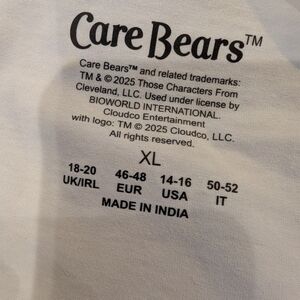 Care Bears™
Care Bears™ and related trademarks:
TM & © 2025 Those Characters From
Cleveland, LLC. Used under license by
BIOWORLD INTERNATIONAL.
Cloudco Entertainment
with logo: TM © 2025 Cloudco, LLC.
All rights reserved.
XL
18-20 46-48 14-16 50-52
UK/IRL EUR USA IT
MADE IN INDIA